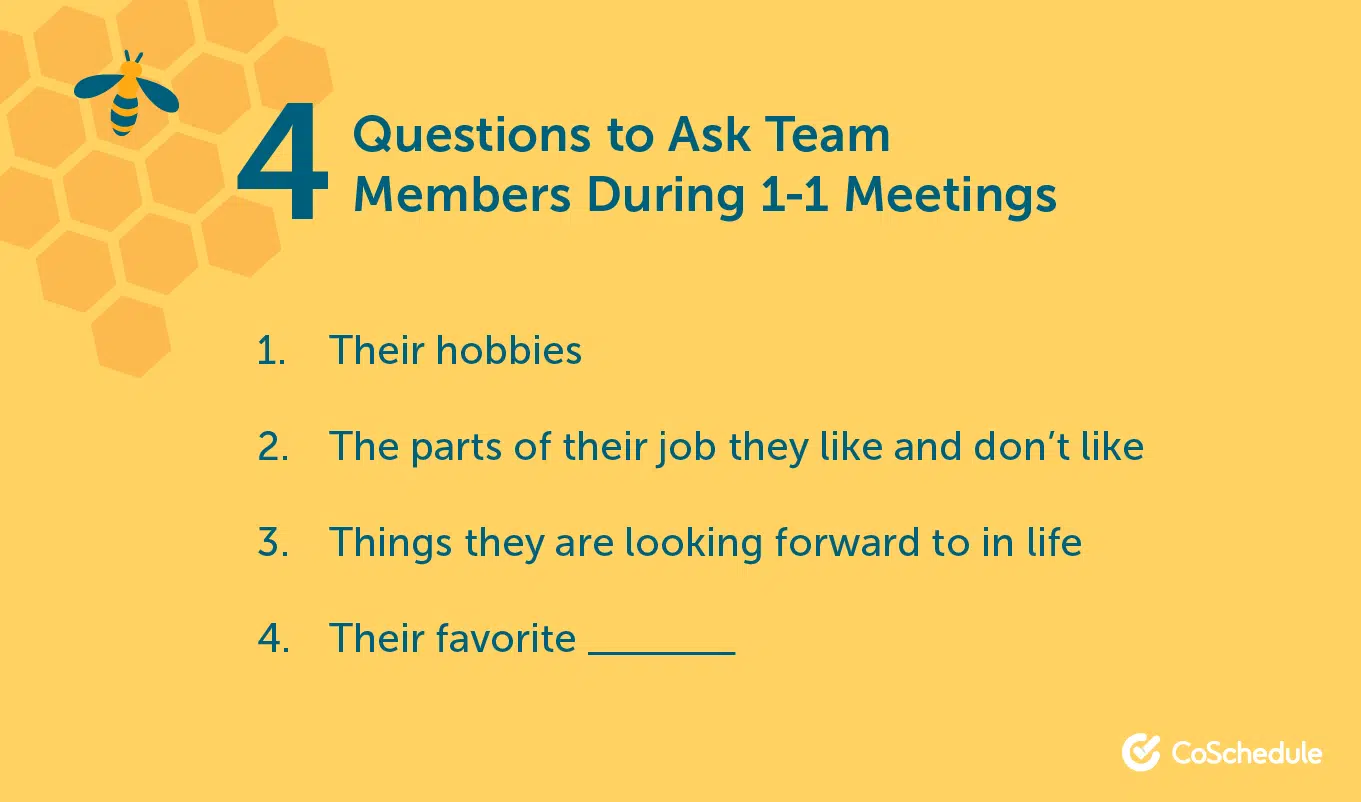 4 Questions to Ask Team
Members During 1-1 Meetings
1. Their hobbies
2. The parts of their job they like and don’t like
3. Things they are looking forward to in life
4. Their favorite _______
CoSchedule